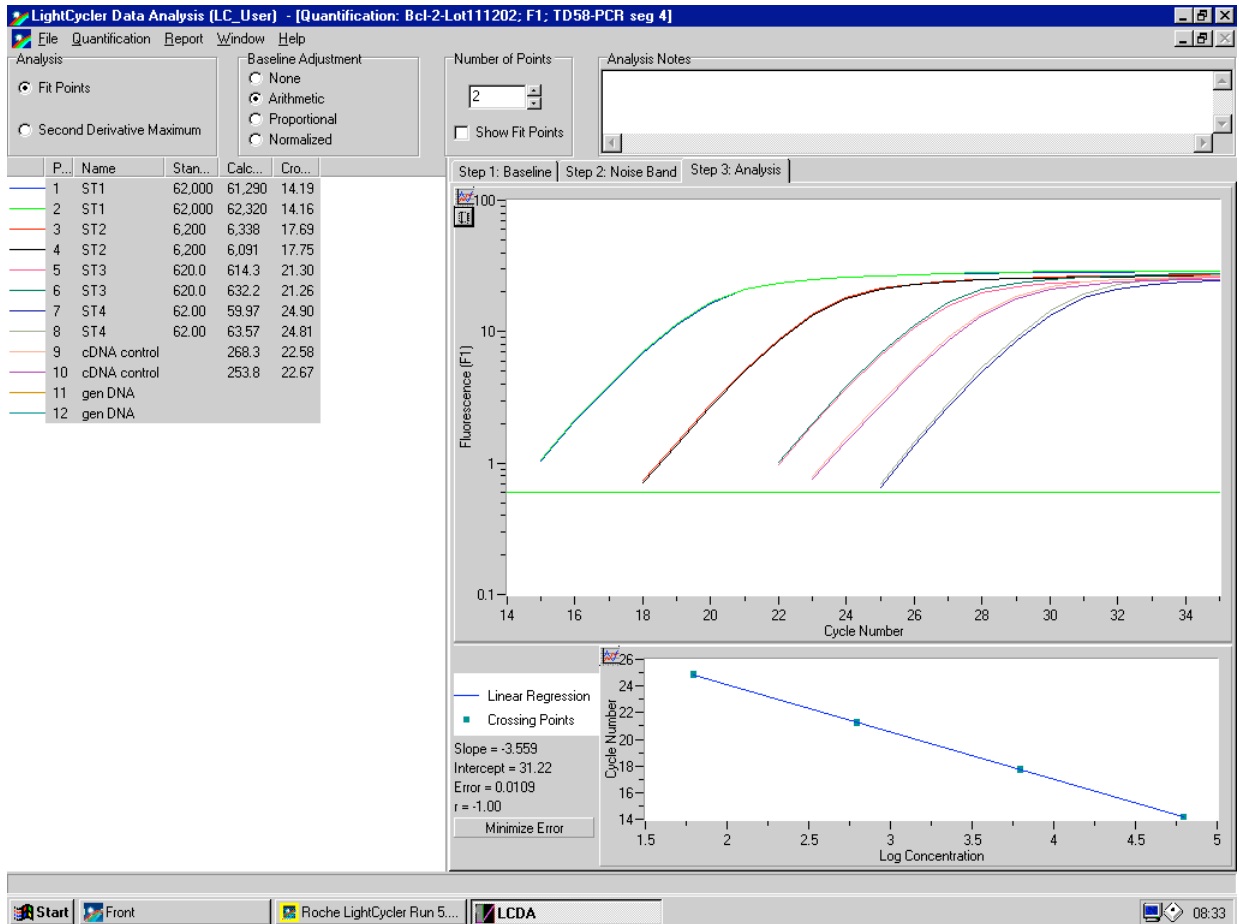 LightCycler Data Analysis (LC_User) - [Quantification: Bcl-2-Lot111202; F1; TD58-PCR seg 4]
File Quantification Report Window Help
Analysis
Fit Points
Second Derivative Maximum
Baseline Adjustment
None
Arithmetic
Proportional
Normalized
Number of Points
2
Show Fit Points
Analysis Notes
P... Name Stan... Calc... Cro...
1 ST1 62,000 61,290 14.19
2 ST1 62,000 62,320 14.16
3 ST2 6,200 6,338 17.69
4 ST2 6,200 6,091 17.75
5 ST3 620.0 614.3 21.30
6 ST3 620.0 632.2 21.26
7 ST4 62.00 59.97 24.90
8 ST4 62.00 63.57 24.81
9 cDNA control 268.3 22.58
10 cDNA control 253.8 22.67
11 gen DNA
12 gen DNA
Step 1: Baseline Step 2: Noise Band Step 3: Analysis
100
10
1
0.1
Fluorescence (F1)
14 16 18 20 22 24 26 28 30 32 34
Cycle Number
Linear Regression
Crossing Points
Slope = -3.559
Intercept = 31.22
Error = 0.0109
r = -1.00
Minimize Error
26
24
22
20
18
16
14
Cycle Number
1.5 2 2.5 3 3.5 4 4.5 5
Log Concentration
Start Front Roche LightCycler Run 5.... LCDA 08:33